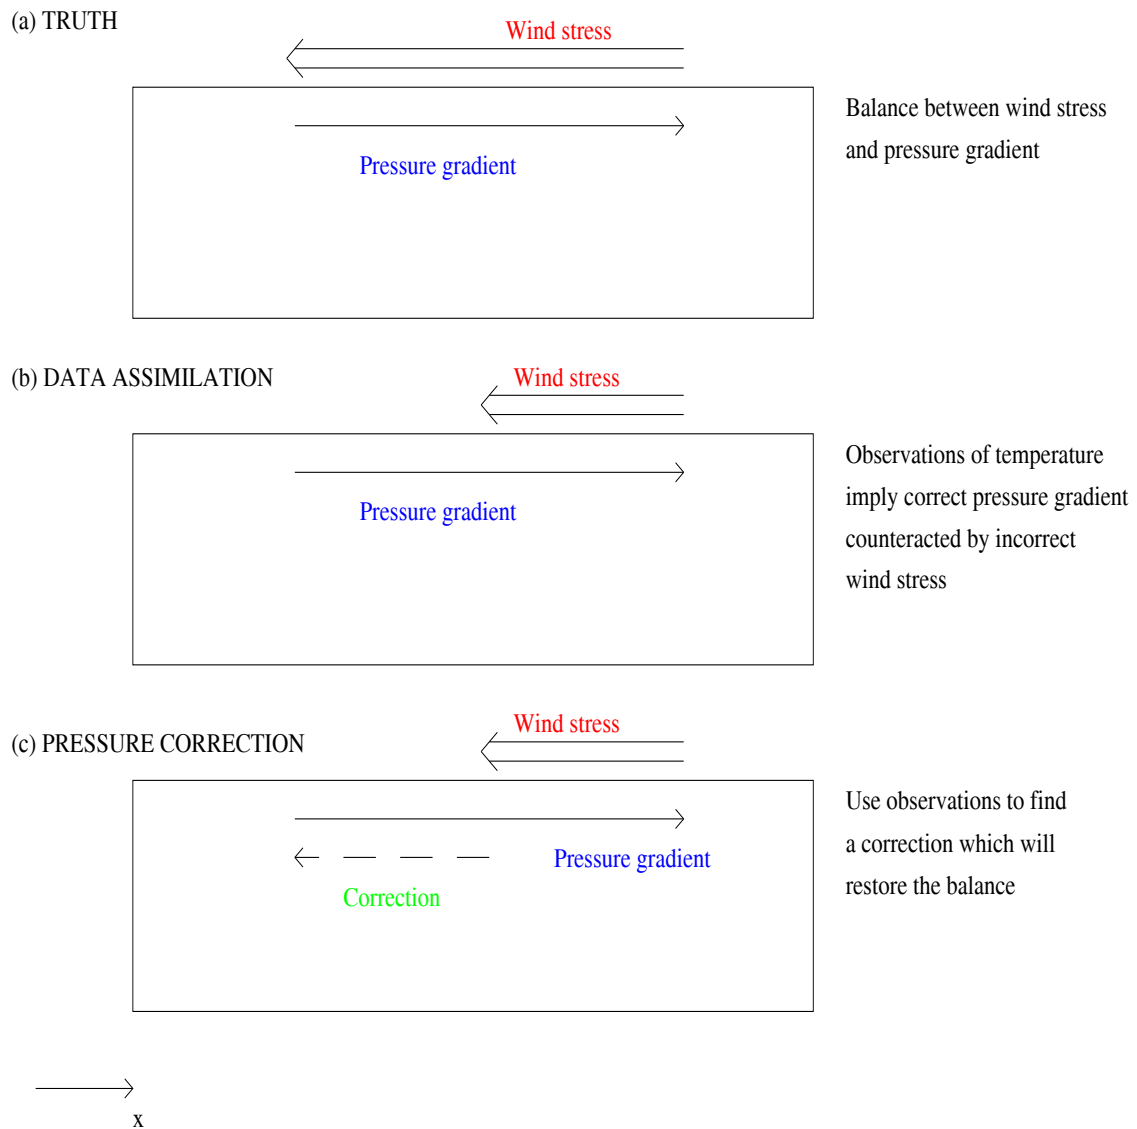 (a) TRUTH
Wind stress
Pressure gradient
Balance between wind stress
and pressure gradient
(b) DATA ASSIMILATION
Wind stress
Pressure gradient
Observations of temperature
imply correct pressure gradient
counteracted by incorrect
wind stress
(c) PRESSURE CORRECTION
Wind stress
Pressure gradient
Correction
Use observations to find
a correction which will
restore the balance
x